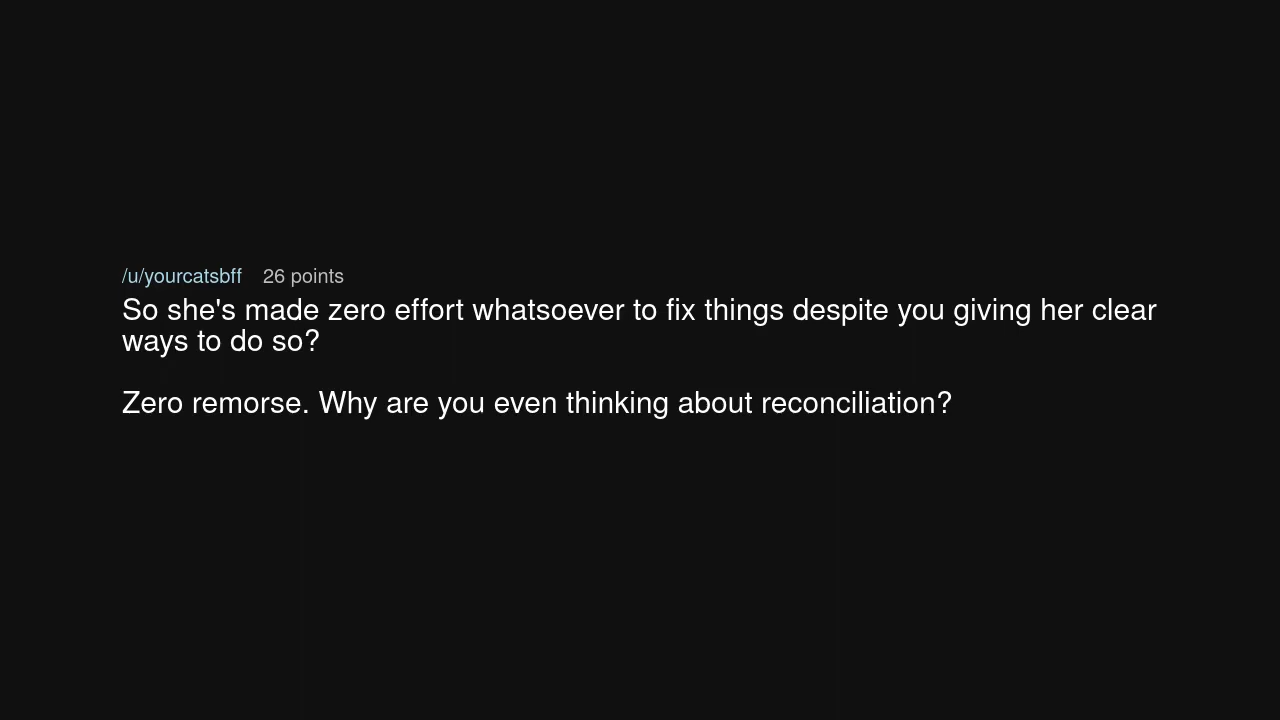 /u/yourcatsbff 26 points
So she's made zero effort whatsoever to fix things despite you giving her clear
ways to do so?
Zero remorse. Why are you even thinking about reconciliation?